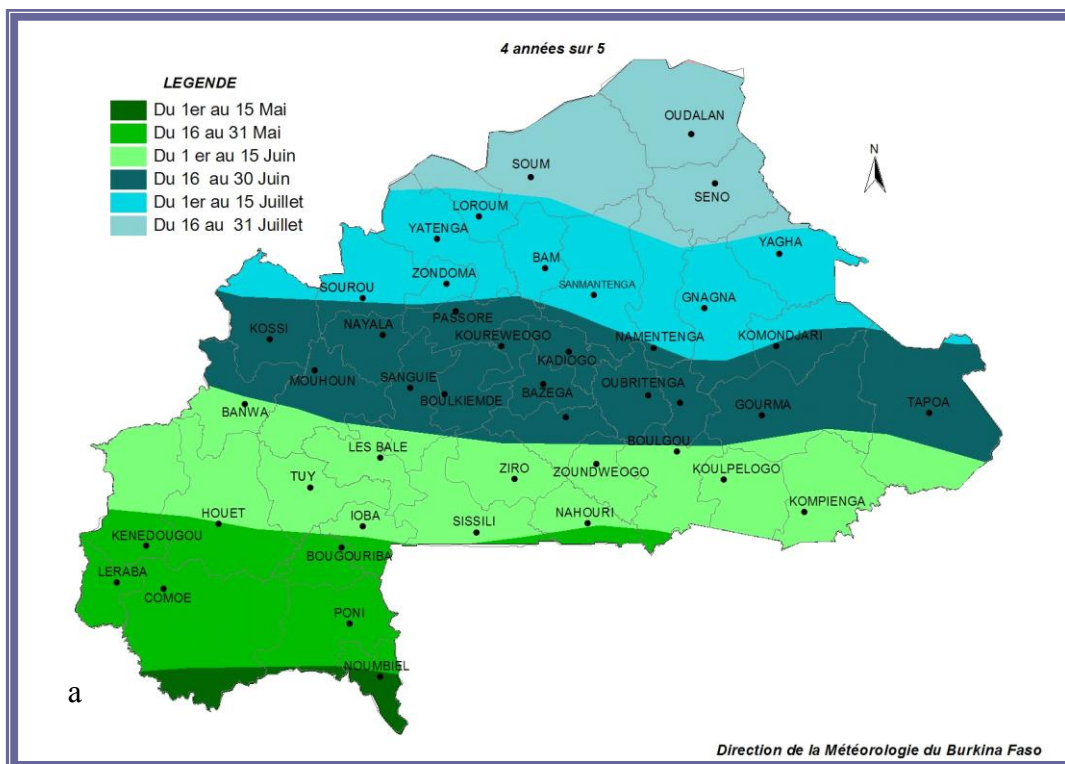 4 années sur 5
LEGENDE
Du 1er au 15 Mai
Du 16 au 31 Mai
Du 1 er au 15 Juin
Du 16 au 30 Juin
Du 1er au 15 Juillet
Du 16 au 31 Juillet
N
OUDALAN
SOUM
SENO
LOROUM
YATENGA
YAGHA
BAM
ZONDOMA
SANMANTENGA
SOUROU
GNAGNA
PASSORE
KOSSI
NAYALA
KOUREWEOGO
NAMENTENGA
KOMONDJARI
KADIOGO
MOUHOUN
SANGUIE
OUBRITENGA
BOULKIEMDE
BAZEGA
BANWA
GOURMA
TAPOA
LES BALE
BOULGOU
TUY
ZIRO
ZOUNDWEOGO
KOULPELOGO
KOMPIENGA
HOUET
IOBA
SISSILI
NAHOURI
KENEDOUGOU
BOUGOURIBA
LERABA
COMOE
PONI
NOUMBIEL
a
Direction de la Météorologie du Burkina Faso